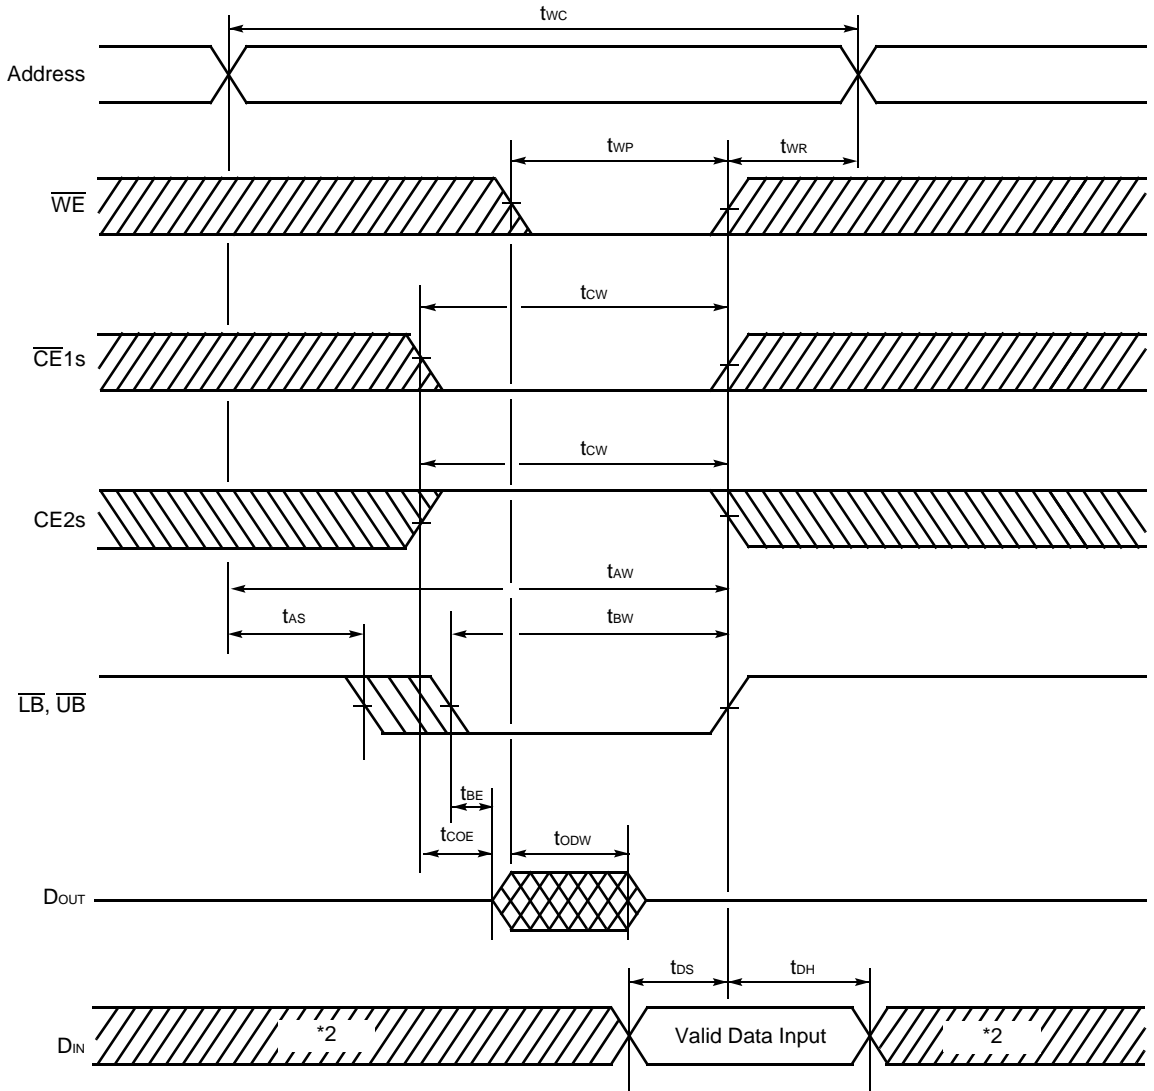 tWC
Address
tWP
tWR
WE
tCW
CE1s
tCW
CE2s
tAW
tAS
tBW
LB, UB
tBE
tCOE
tODW
DOUT
tDS
tDH
DIN
*2
Valid Data Input
*2